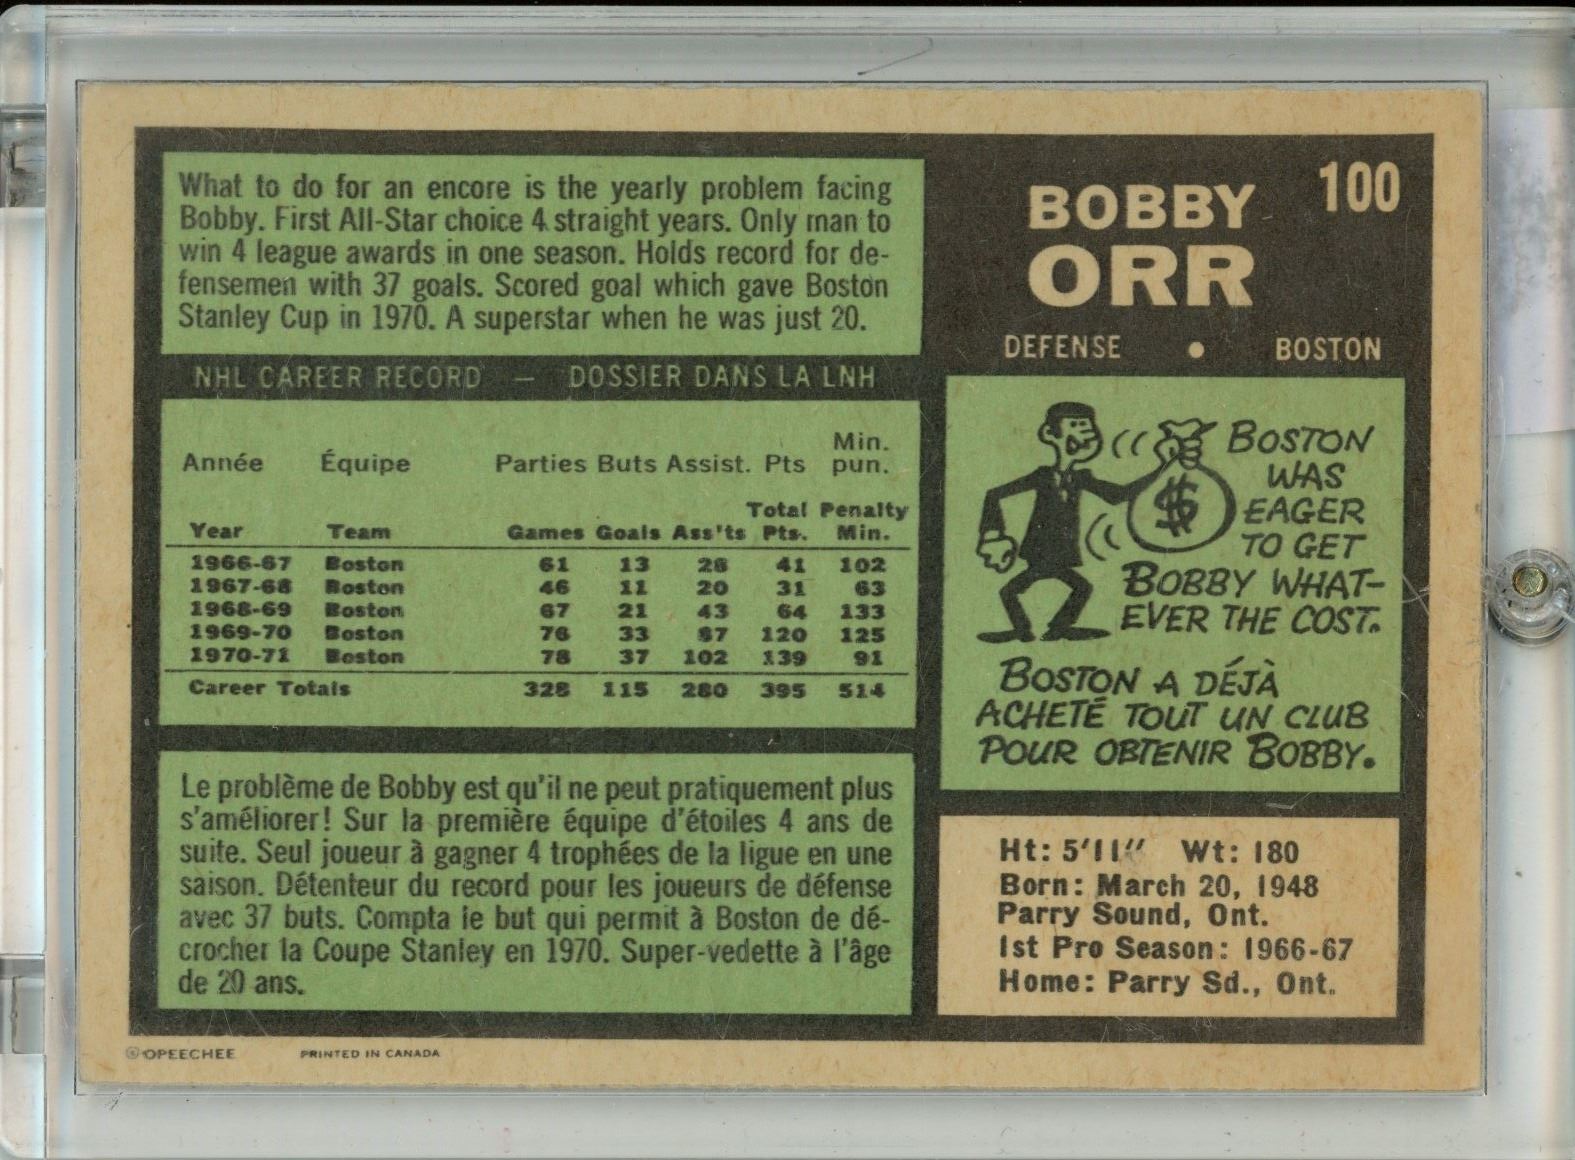 What to do for an encore is the yearly problem facing
Bobby. First All-Star choice 4 straight years. Only man to
win 4 league awards in one season. Holds record for de-
fensemen with 37 goals. Scored goal which gave Boston
Stanley Cup in 1970. A superstar when he was just 20.
NHL CAREER RECORD — DOSSIER DANS LA LNH
Année Équipe Parties Buts Assist. Pts Min. pun.
Year Team Games Goals Ass'ts Total Pts. Penalty Min.
1966-67 Boston 61 13 28 41 102
1967-68 Boston 46 11 20 31 63
1968-69 Boston 67 21 43 64 133
1969-70 Boston 76 33 87 120 125
1970-71 Boston 78 37 102 139 91
Career Totals 328 115 280 395 514
Le problème de Bobby est qu'il ne peut pratiquement plus
s'améliorer! Sur la première équipe d'étoiles 4 ans de
suite. Seul joueur à gagner 4 trophées de la ligue en une
saison. Détenteur du record pour les joueurs de défense
avec 37 buts. Compta le but qui permit à Boston de dé-
crocher la Coupe Stanley en 1970. Super-vedette à l'âge
de 20 ans.
100
BOBBY
ORR
DEFENSE • BOSTON
$
BOSTON
WAS
EAGER
TO GET
BOBBY WHAT-
EVER THE COST.
BOSTON A DÉJÀ
ACHETÉ TOUT UN CLUB
POUR OBTENIR BOBBY.
Ht: 5'11" Wt: 180
Born: March 20, 1948
Parry Sound, Ont.
1st Pro Season: 1966-67
Home: Parry Sd., Ont.
© OPEECHEE PRINTED IN CANADA